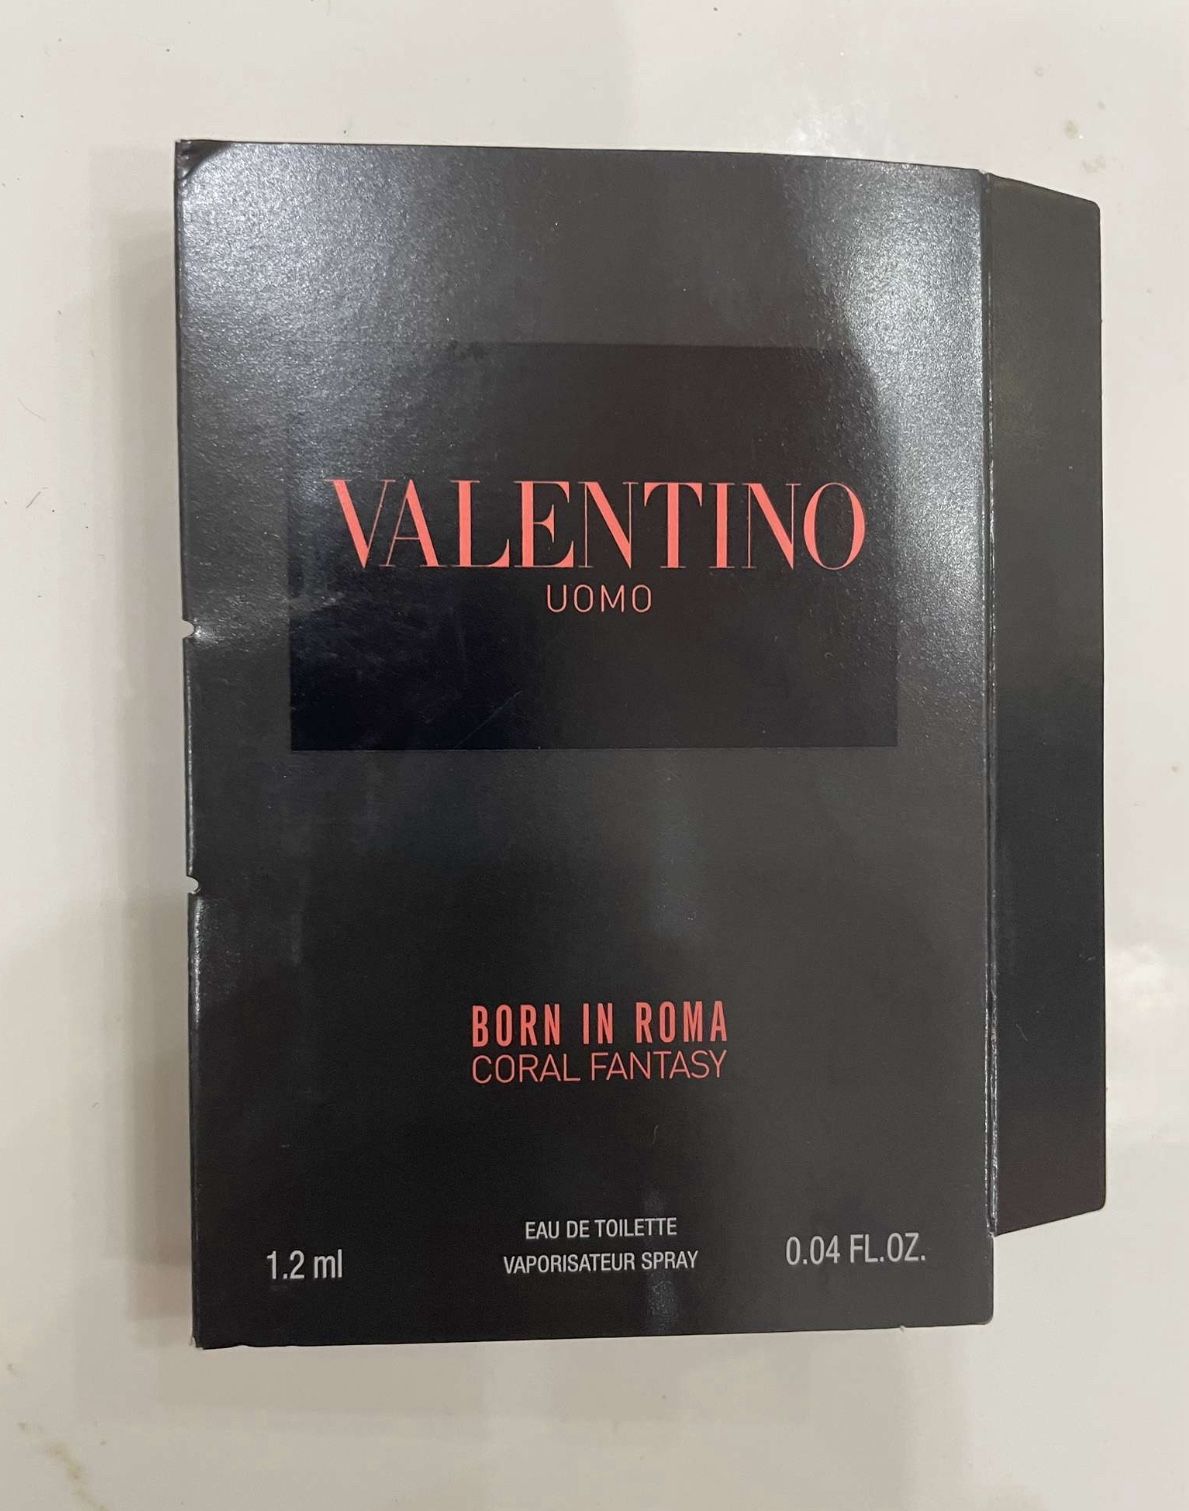 VALENTINO
UOMO
BORN IN ROMA
CORAL FANTASY
EAU DE TOILETTE
1.2 ml VAPORISATEUR SPRAY 0.04 FL.OZ.